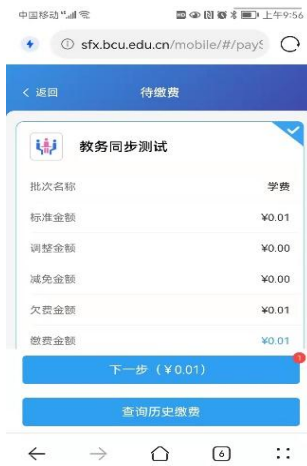 中国移动 上午9:56
sfx.bcu.edu.cn/mobile/#/pay
< 返回 待缴费
教务同步测试
批次名称 学费
标准金额 ¥0.01
调整金额 ¥0.00
减免金额 ¥0.00
欠费金额 ¥0.01
缴费金额 ¥0.01
1
下一步（¥0.01）
查询历史缴费
6